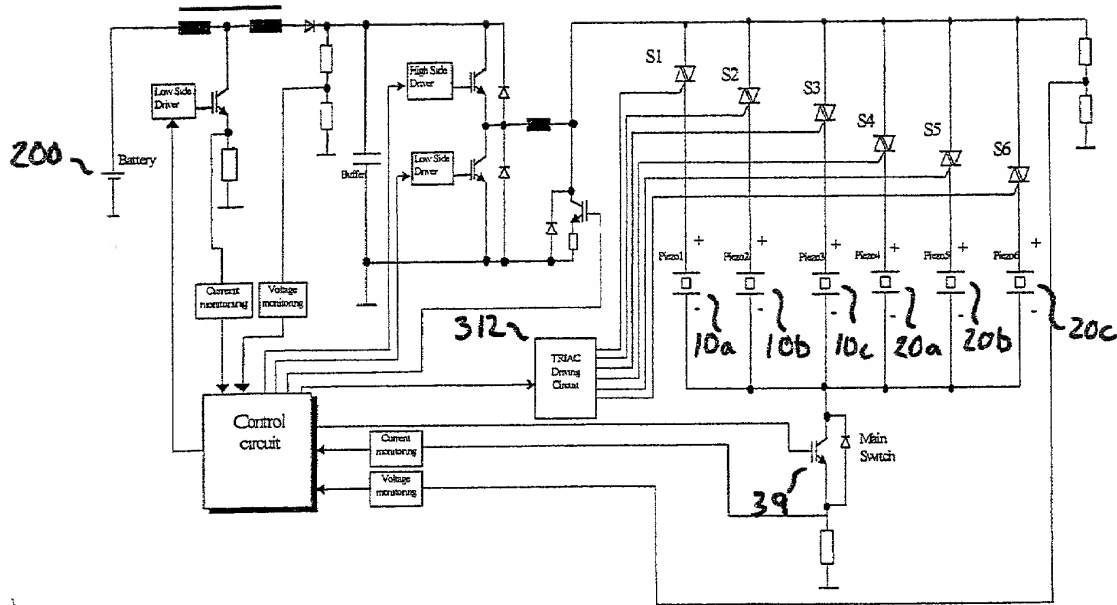 S1
S2
S3
S4
S5
S6
Low Side
Driver
High Side
Driver
Low Side
Driver
200
Battery
Buffer
Current
monitoring
Voltage
monitoring
Piezo1
Piezo2
Piezo3
Piezo4
Piezo5
Piezo6
+
+
+
+
+
+
-
-
-
-
-
-
10a
10b
10c
20a
20b
20c
312
TRIAC
Driving
Circuit
Control
circuit
Current
monitoring
Voltage
monitoring
Main
Switch
39